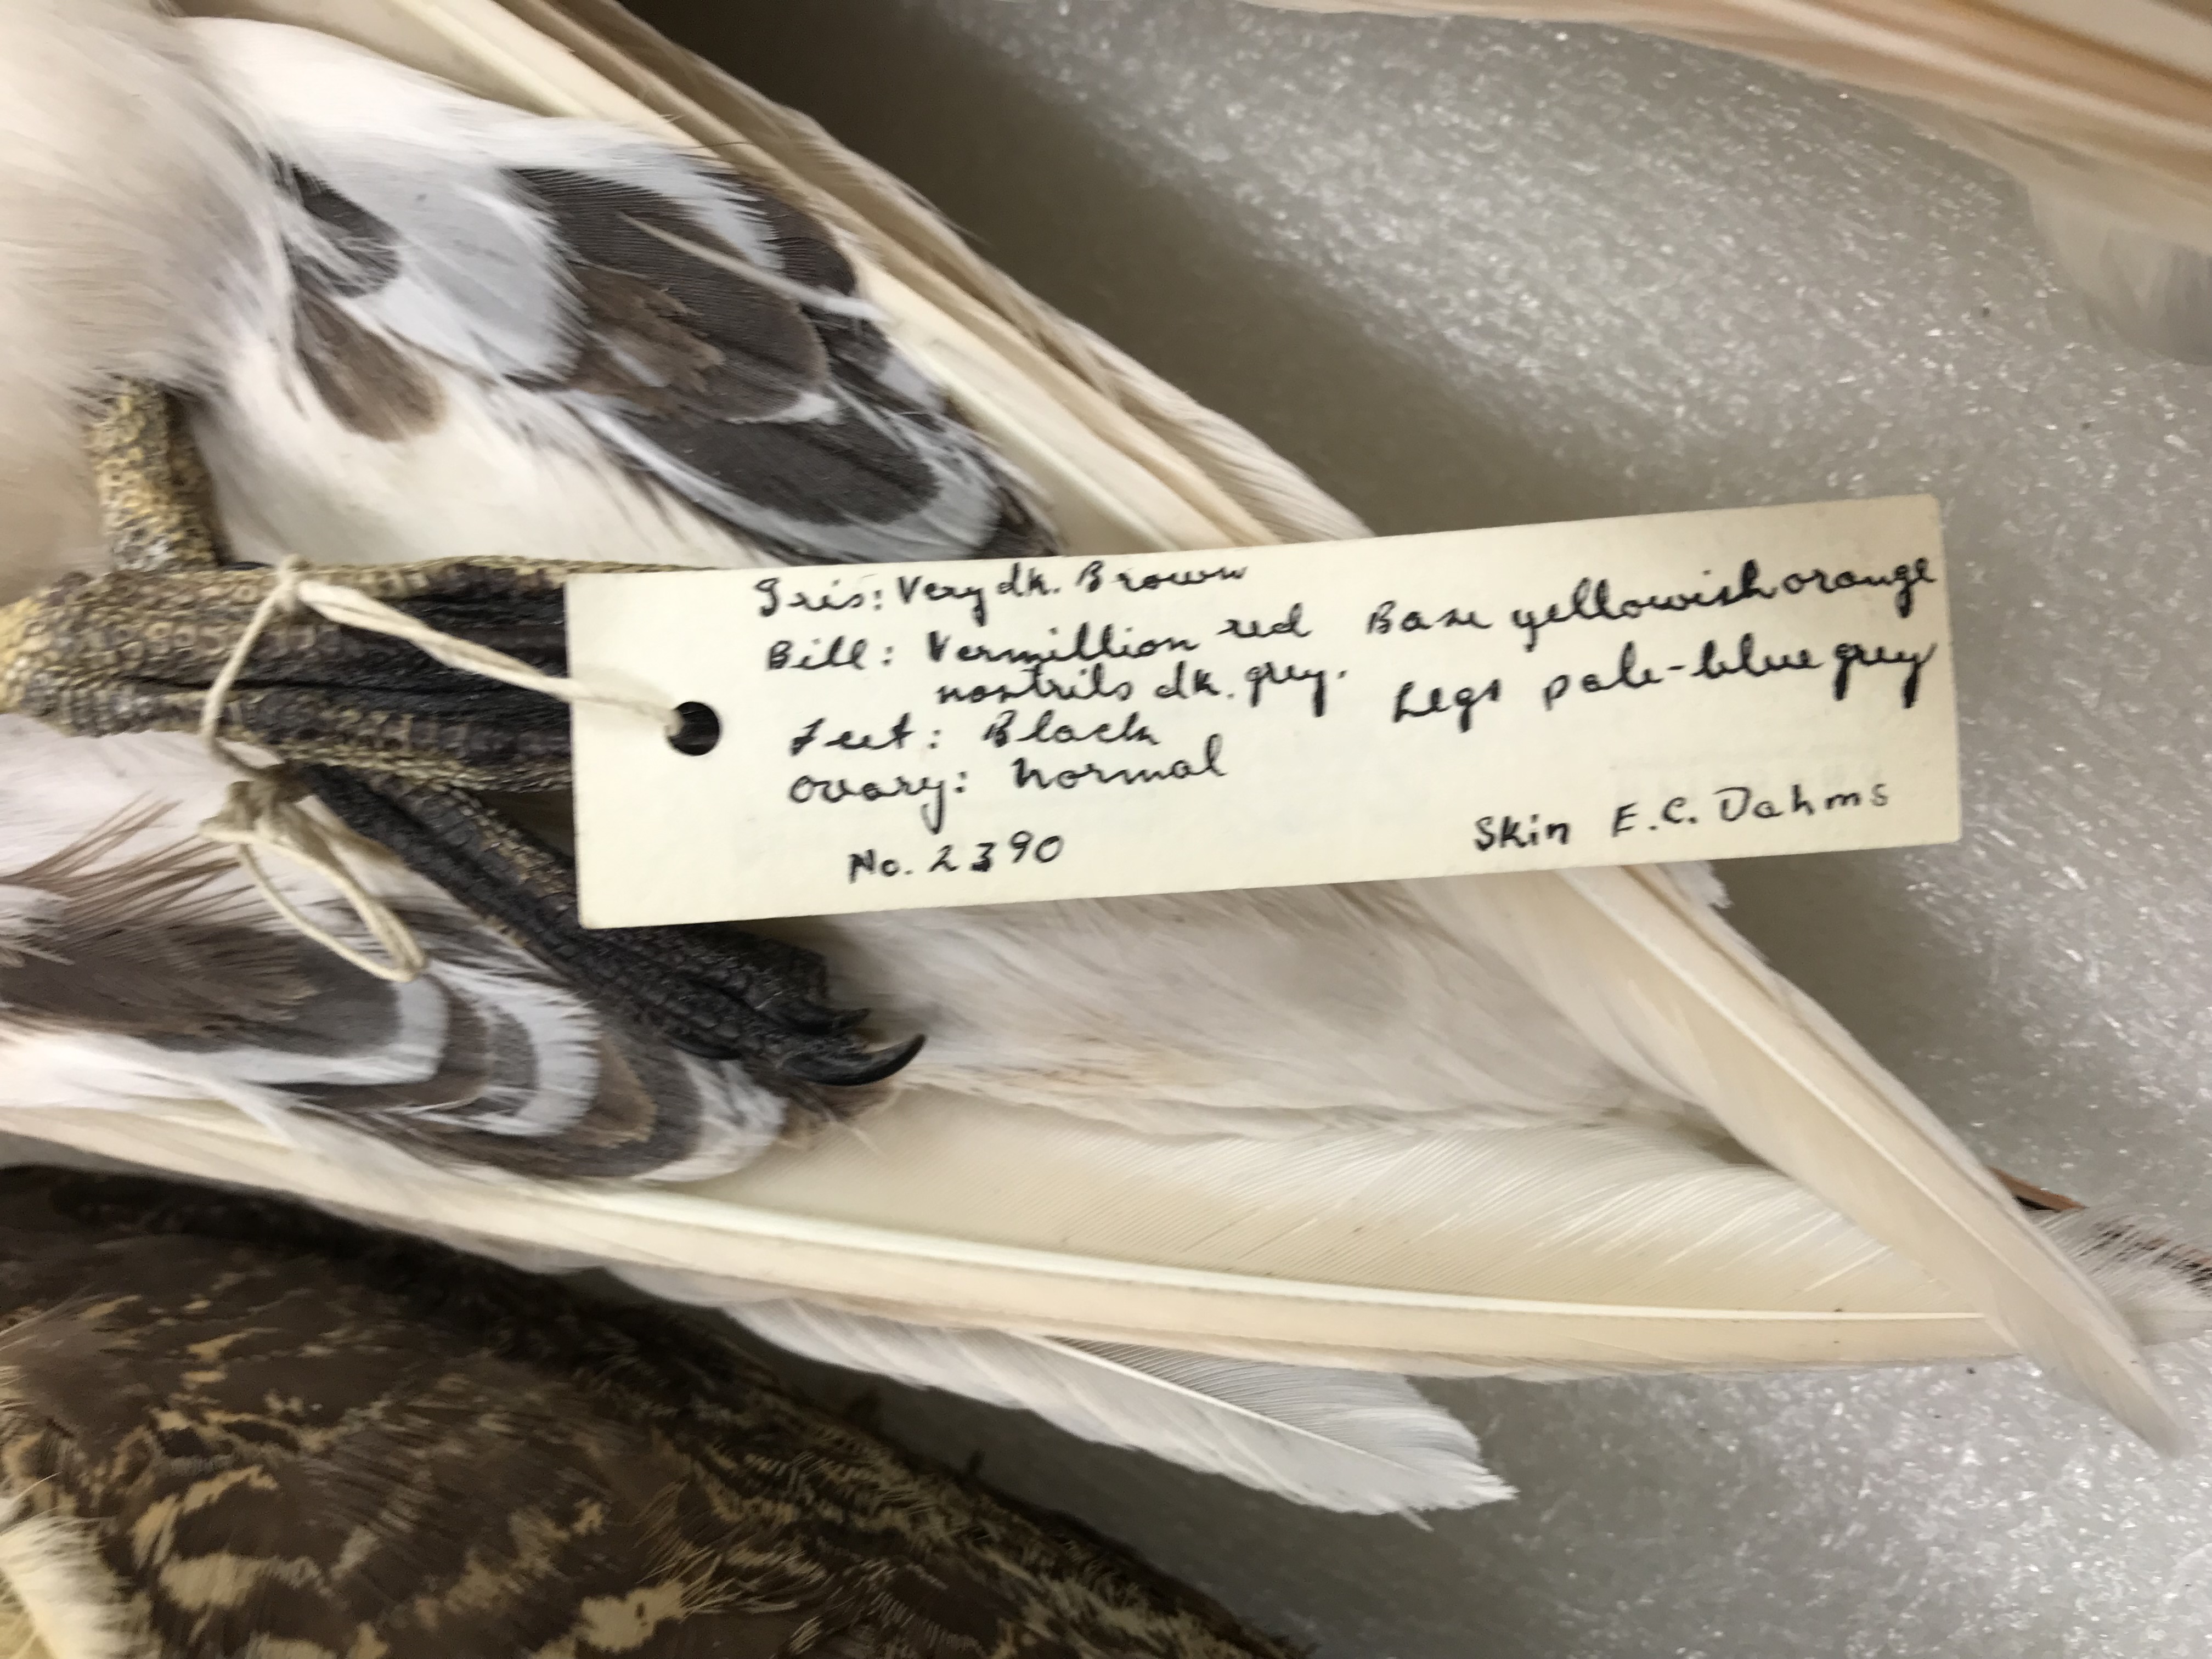 Iris: Very dk. Brown
Bill: Vermillion red Base yellowish orange
nostrils dk. grey.
Feet: Black Legs pale-blue grey
Ovary: Normal
No. 2390 Skin E.C. Dahms